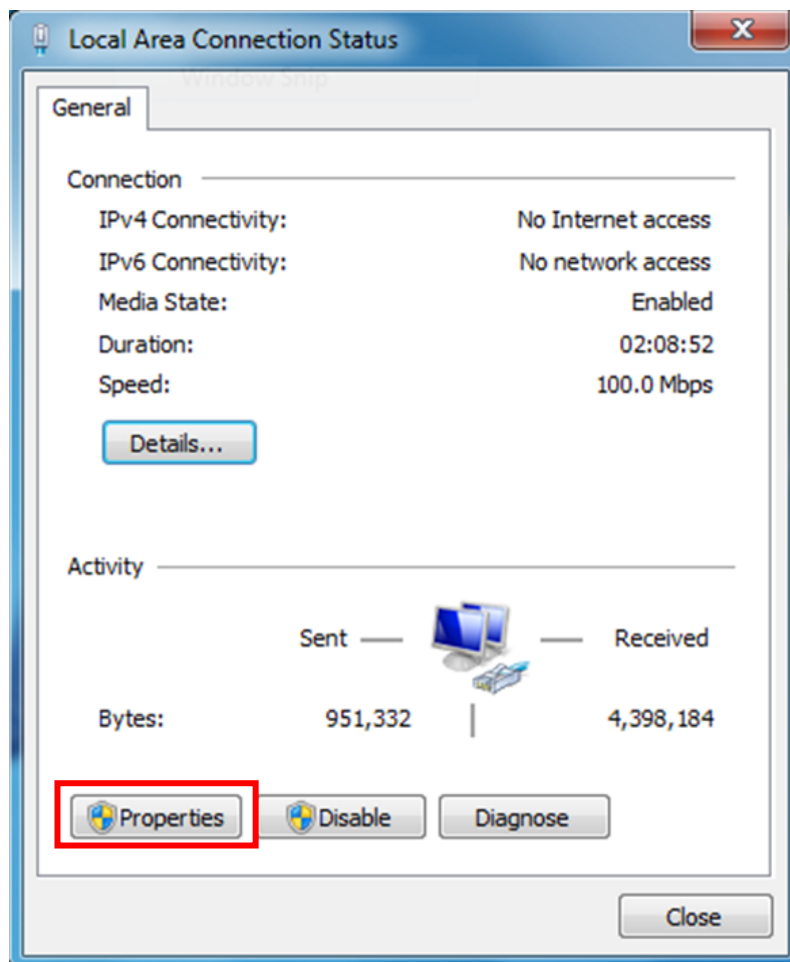 Local Area Connection Status
Window Snip
General
Connection
IPv4 Connectivity: No Internet access
IPv6 Connectivity: No network access
Media State: Enabled
Duration: 02:08:52
Speed: 100.0 Mbps
Details...
Activity
Sent Received
Bytes: 951,332 4,398,184
Properties Disable Diagnose
Close